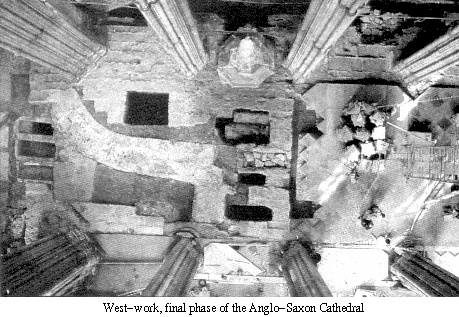 West-work, final phase of the Anglo-Saxon Cathedral